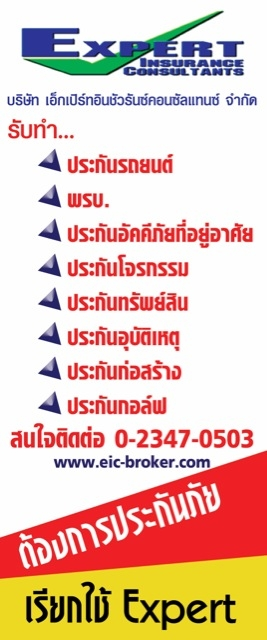 EXPERT
INSURANCE
CONSULTANTS
บริษัท เอ็กเปิร์ทอินชัวรันซ์คอนซัลแทนซ์ จำกัด
รับทำ...
ประกันรถยนต์
พรบ.
ประกันอัคคีภัยที่อยู่อาศัย
ประกันโจรกรรม
ประกันทรัพย์สิน
ประกันอุบัติเหตุ
ประกันก่อสร้าง
ประกันกอล์ฟ
สนใจติดต่อ 0-2347-0503
www.eic-broker.com
ต้องการประกันภัย
เรียกใช้ Expert